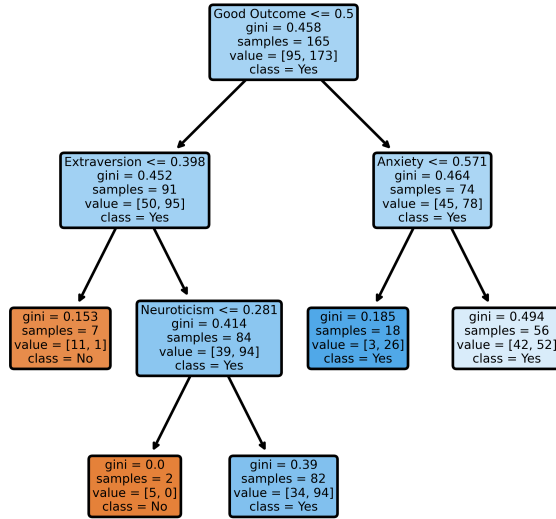 Good Outcome <= 0.5
gini = 0.458
samples = 165
value = [95, 173]
class = Yes
Extraversion <= 0.398
gini = 0.452
samples = 91
value = [50, 95]
class = Yes
Anxiety <= 0.571
gini = 0.464
samples = 74
value = [45, 78]
class = Yes
gini = 0.153
samples = 7
value = [11, 1]
class = No
Neuroticism <= 0.281
gini = 0.414
samples = 84
value = [39, 94]
class = Yes
gini = 0.185
samples = 18
value = [3, 26]
class = Yes
gini = 0.494
samples = 56
value = [42, 52]
class = Yes
gini = 0.0
samples = 2
value = [5, 0]
class = No
gini = 0.39
samples = 82
value = [34, 94]
class = Yes